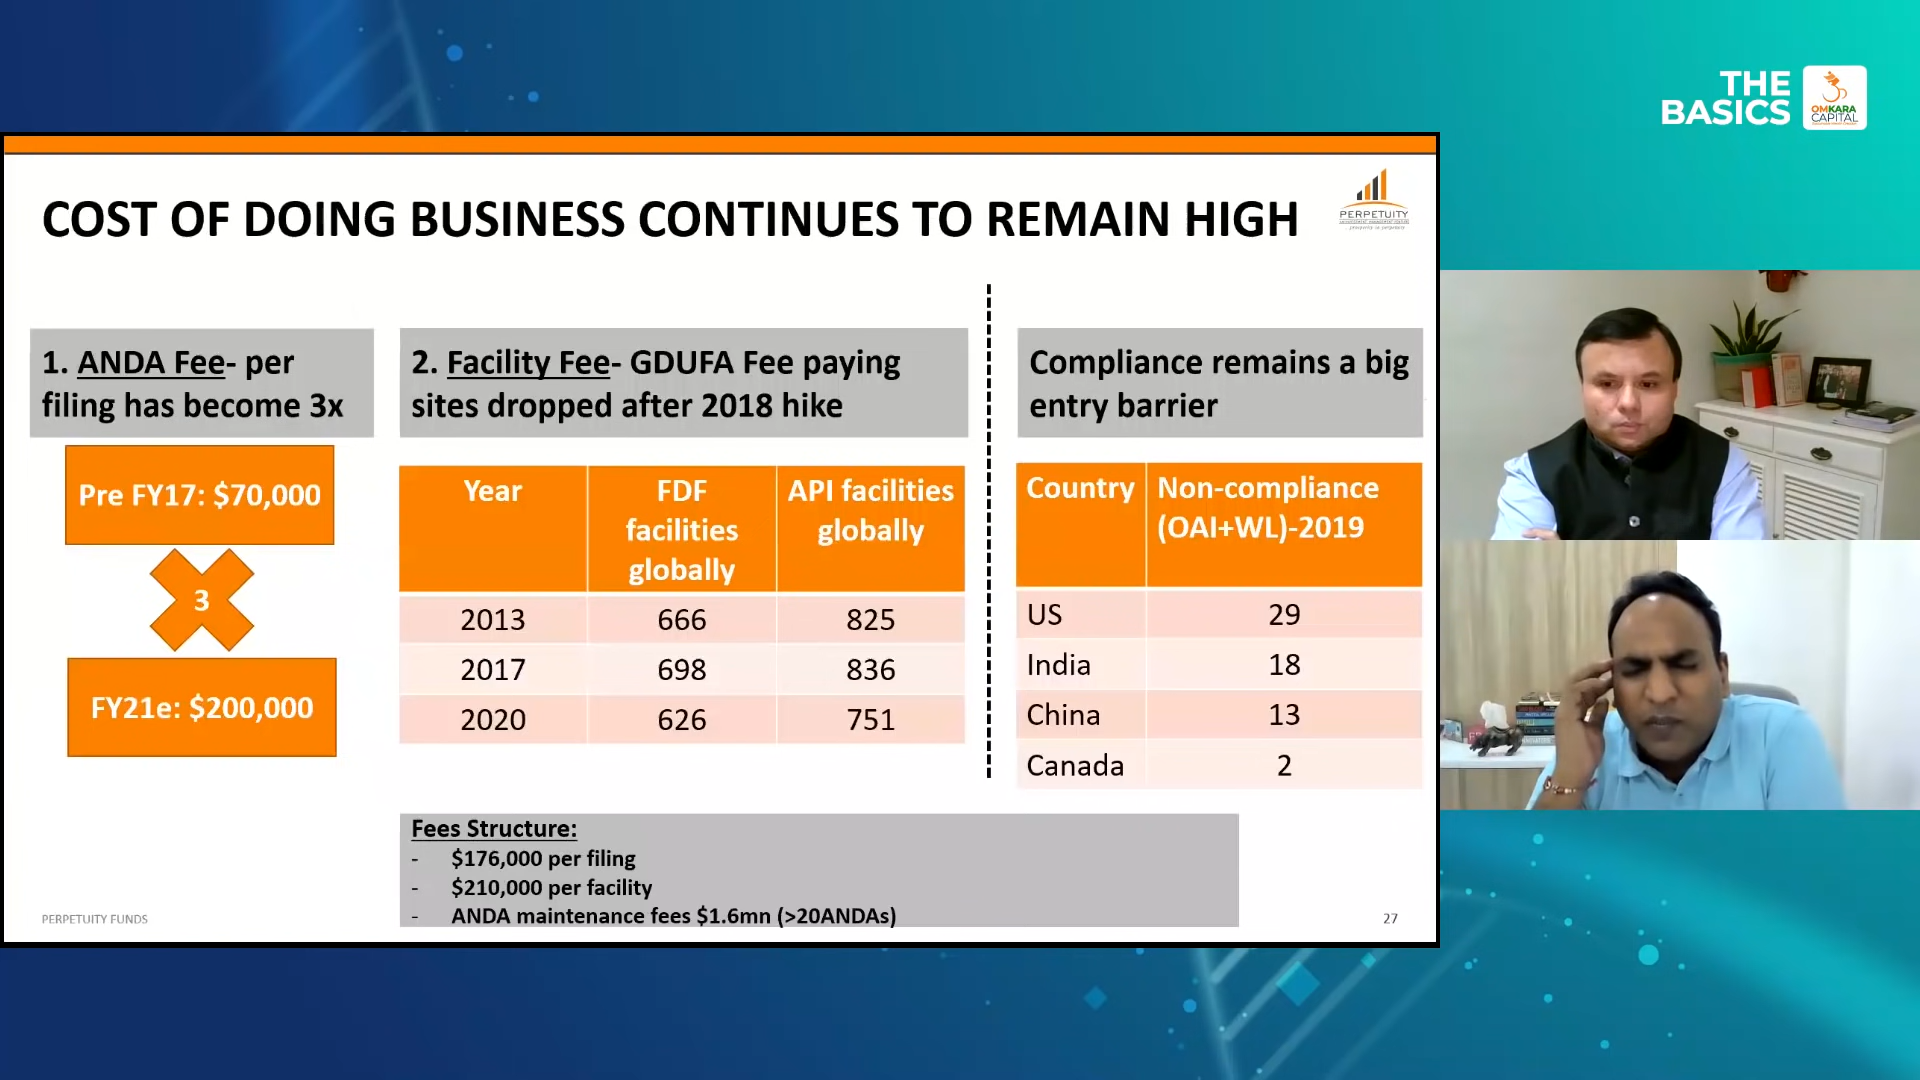 THE
BASICS
OMKARA
CAPITAL
COST OF DOING BUSINESS CONTINUES TO REMAIN HIGH
PERPETUITY
1. ANDA Fee- per
filing has become 3x
Pre FY17: $70,000
3
FY21e: $200,000
2. Facility Fee- GDUFA Fee paying
sites dropped after 2018 hike
Year FDF facilities globally API facilities globally
2013 666 825
2017 698 836
2020 626 751
Compliance remains a big
entry barrier
Country Non-compliance (OAI+WL)-2019
US 29
India 18
China 13
Canada 2
Fees Structure:
- $176,000 per filing
- $210,000 per facility
- ANDA maintenance fees $1.6mn (>20ANDAs)
PERPETUITY FUNDS
27